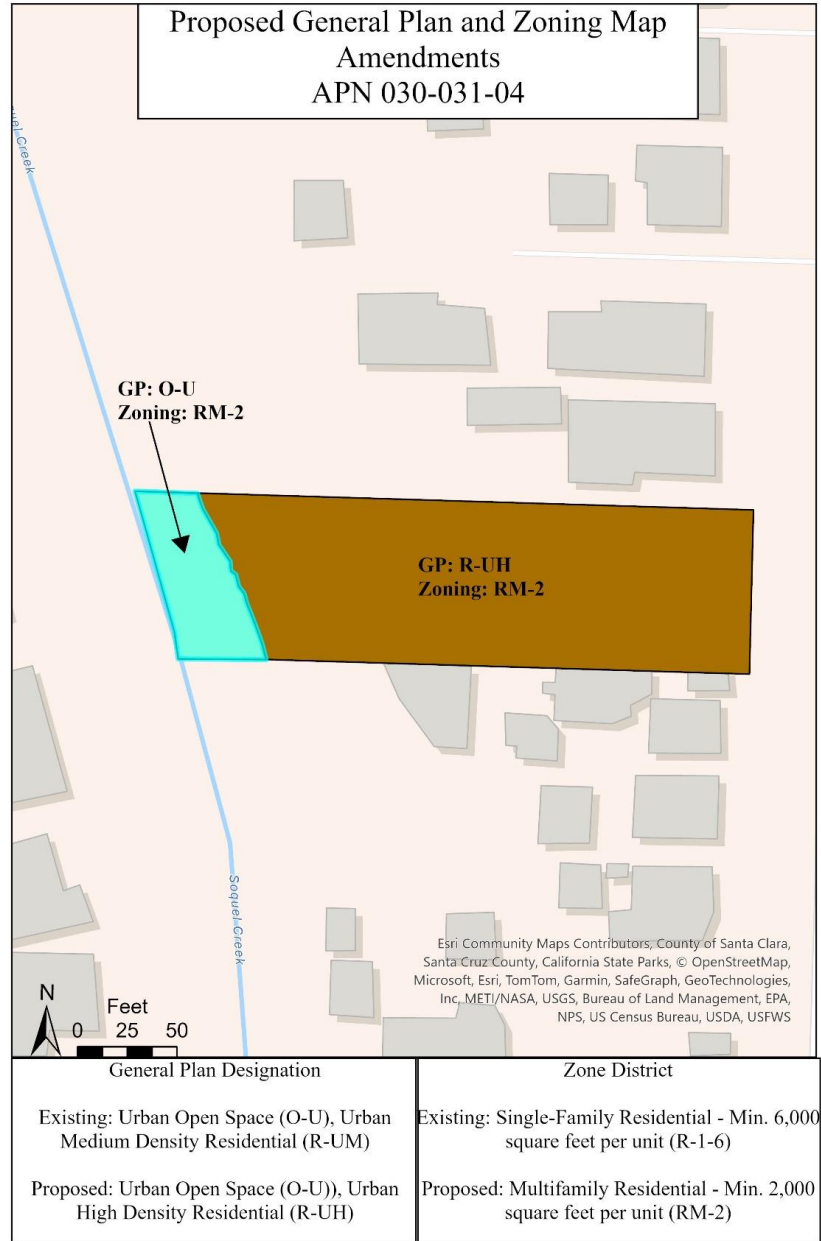 Proposed General Plan and Zoning Map
Amendments
APN 030-031-04
quel Creek
GP: O-U
Zoning: RM-2
GP: R-UH
Zoning: RM-2
Soquel Creek
Esri Community Maps Contributors, County of Santa Clara,
Santa Cruz County, California State Parks, © OpenStreetMap,
Microsoft, Esri, TomTom, Garmin, SafeGraph, GeoTechnologies,
Inc, METI/NASA, USGS, Bureau of Land Management, EPA,
NPS, US Census Bureau, USDA, USFWS
N
Feet
0 25 50
General Plan Designation
Existing: Urban Open Space (O-U), Urban
Medium Density Residential (R-UM)
Proposed: Urban Open Space (O-U)), Urban
High Density Residential (R-UH)
Zone District
Existing: Single-Family Residential - Min. 6,000
square feet per unit (R-1-6)
Proposed: Multifamily Residential - Min. 2,000
square feet per unit (RM-2)